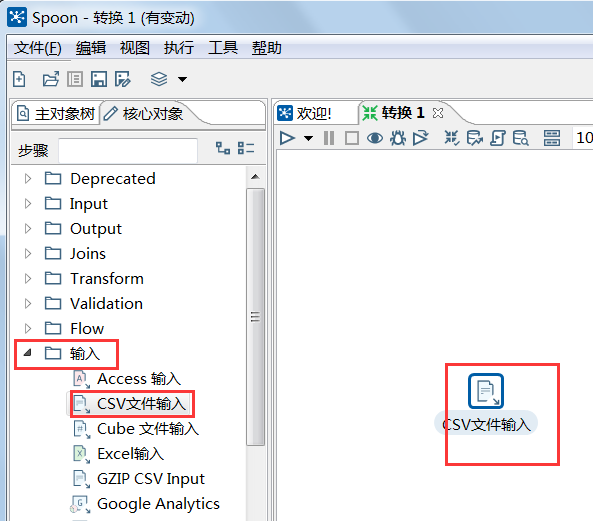 Spoon - 转换 1 (有变动)
文件(F) 编辑 视图 执行 工具 帮助
主对象树 核心对象
欢迎! 转换 1
步骤
10
Deprecated
Input
Output
Joins
Transform
Validation
Flow
输入
Access 输入
CSV文件输入
Cube 文件输入
Excel输入
GZIP CSV Input
Google Analytics
CSV文件输入